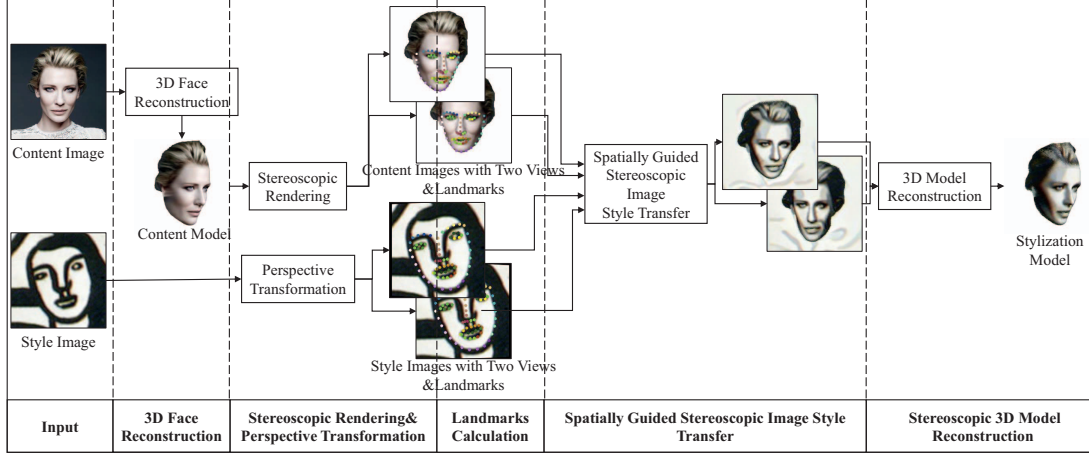 3D Face
Reconstruction
Content Image
Content Model
Stereoscopic
Rendering
Content Images with Two Views
&Landmarks
Style Image
Perspective
Transformation
Style Images with Two Views
&Landmarks
Spatially Guided
Stereoscopic
Image
Style Transfer
3D Model
Reconstruction
Stylization
Model
Input
3D Face
Reconstruction
Stereoscopic Rendering&
Perspective Transformation
Landmarks
Calculation
Spatially Guided Stereoscopic Image Style
Transfer
Stereoscopic 3D Model
Reconstruction